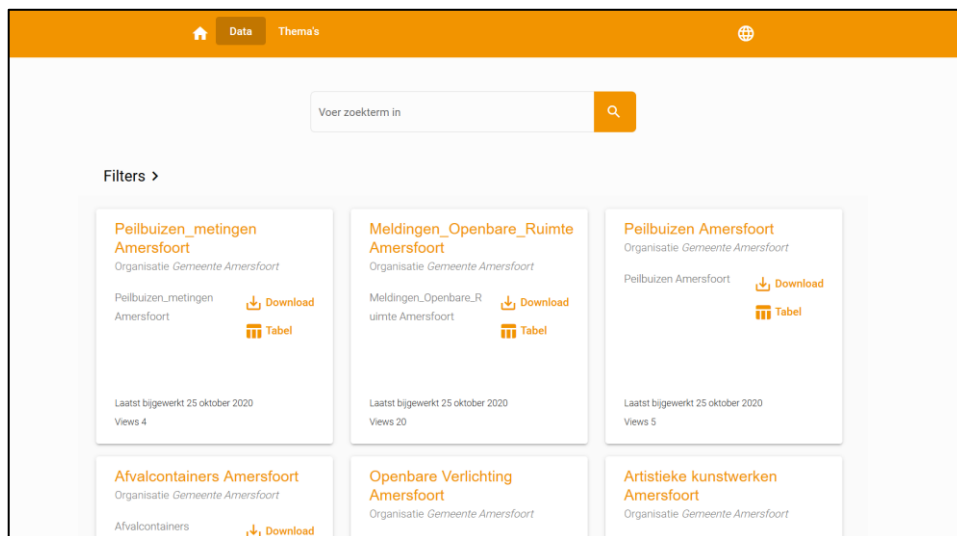 Data
Thema's
Voer zoekterm in
Filters
Peilbuizen_metingen
Amersfoort
Organisatie Gemeente Amersfoort
Peilbuizen_metingen
Amersfoort
Download
Tabel
Laatst bijgewerkt 25 oktober 2020
Views 4
Meldingen_Openbare_Ruimte
Amersfoort
Organisatie Gemeente Amersfoort
Meldingen_Openbare_R
uimte Amersfoort
Download
Tabel
Laatst bijgewerkt 25 oktober 2020
Views 20
Peilbuizen Amersfoort
Organisatie Gemeente Amersfoort
Peilbuizen Amersfoort
Download
Tabel
Laatst bijgewerkt 25 oktober 2020
Views 5
Afvalcontainers Amersfoort
Organisatie Gemeente Amersfoort
Afvalcontainers
Download
Openbare Verlichting
Amersfoort
Organisatie Gemeente Amersfoort
Artistieke kunstwerken
Amersfoort
Organisatie Gemeente Amersfoort